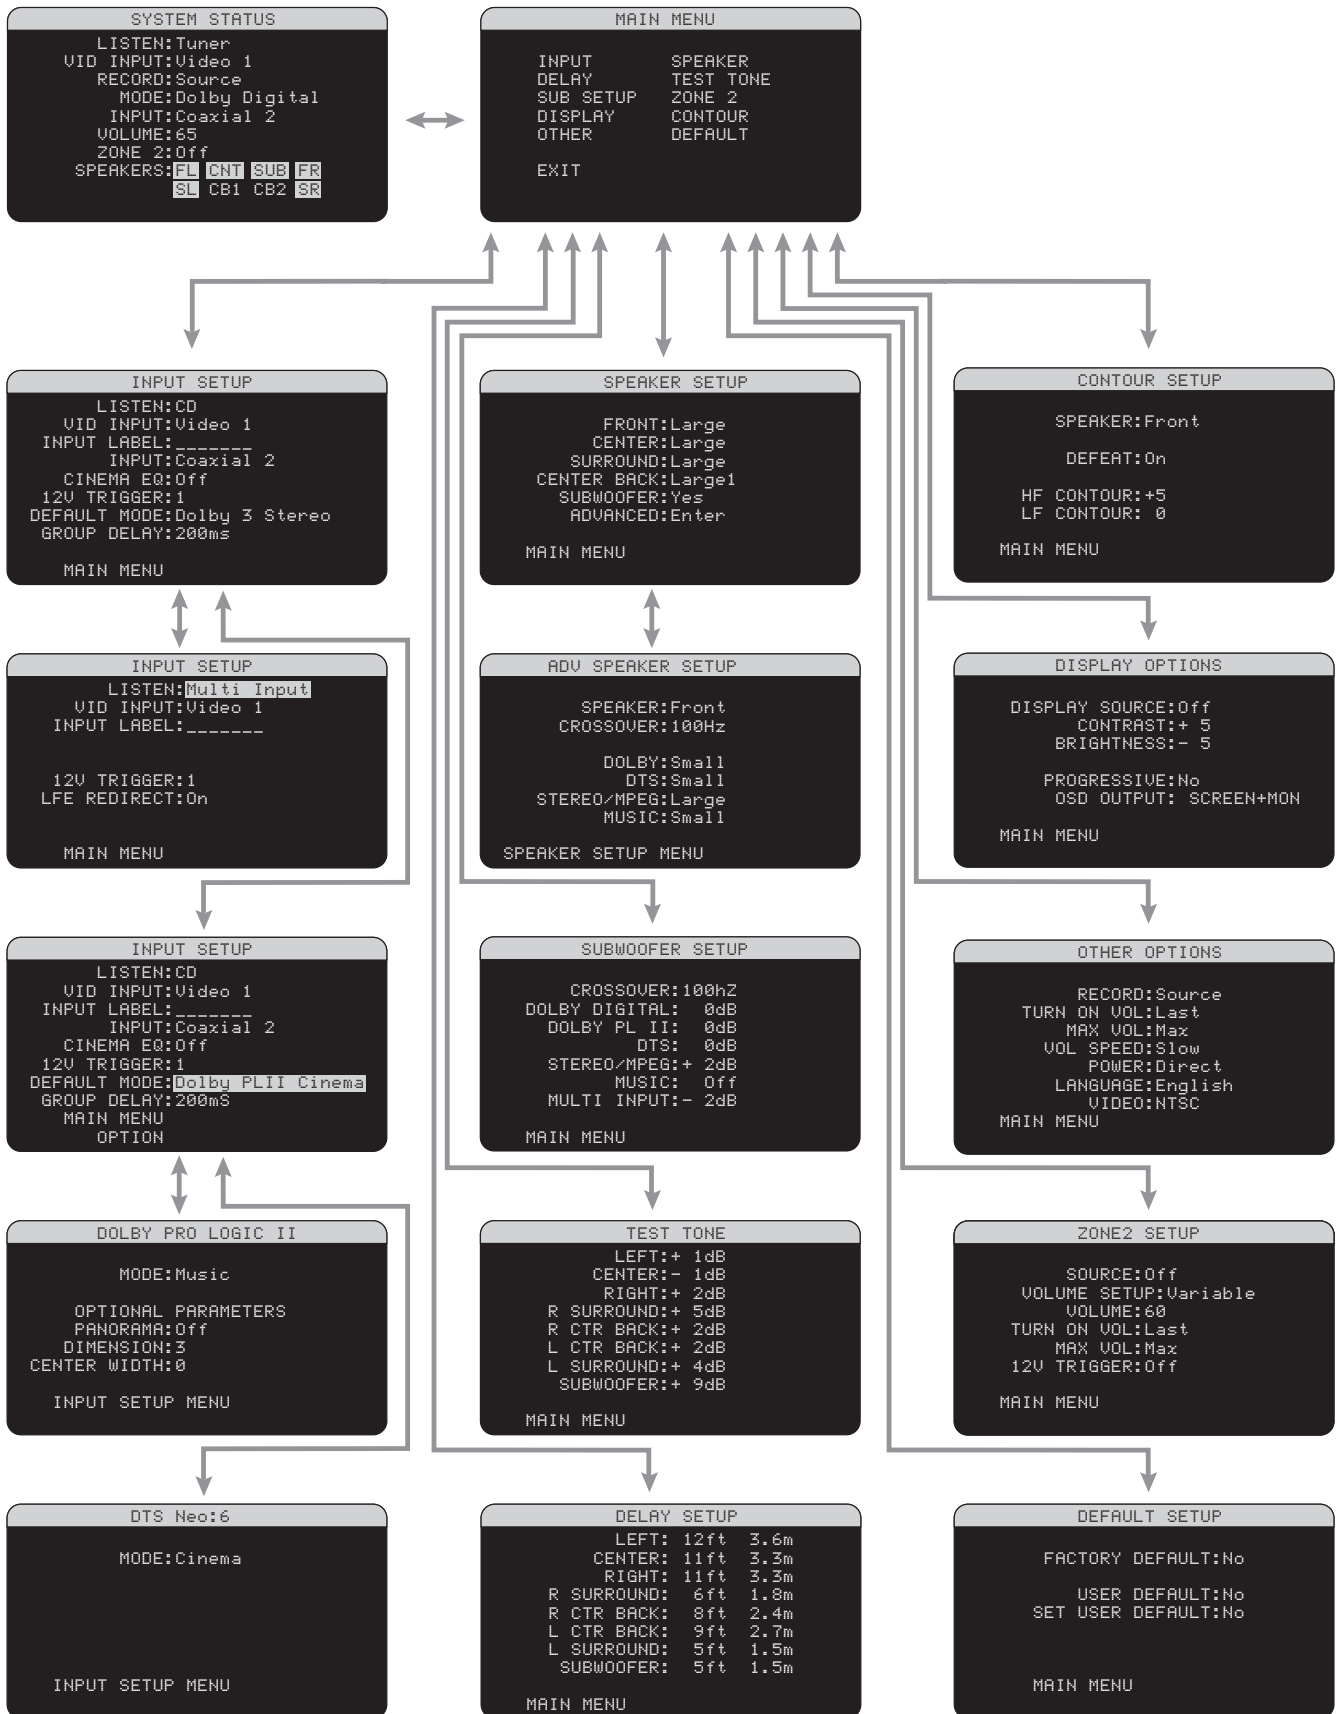 SYSTEM STATUS
LISTEN:Tuner
VID INPUT:Video 1
RECORD:Source
MODE:Dolby Digital
INPUT:Coaxial 2
VOLUME:65
ZONE 2:Off
SPEAKERS:FL CNT SUB FR
SL CB1 CB2 SR
MAIN MENU
INPUT SPEAKER
DELAY TEST TONE
SUB SETUP ZONE 2
DISPLAY CONTOUR
OTHER DEFAULT
EXIT
INPUT SETUP
LISTEN:CD
VID INPUT:Video 1
INPUT LABEL:_______
INPUT:Coaxial 2
CINEMA EQ:Off
12V TRIGGER:1
DEFAULT MODE:Dolby 3 Stereo
GROUP DELAY:200ms
MAIN MENU
SPEAKER SETUP
FRONT:Large
CENTER:Large
SURROUND:Large
CENTER BACK:Large1
SUBWOOFER:Yes
ADVANCED:Enter
MAIN MENU
CONTOUR SETUP
SPEAKER:Front
DEFEAT:On
HF CONTOUR:+5
LF CONTOUR: 0
MAIN MENU
INPUT SETUP
LISTEN:Multi Input
VID INPUT:Video 1
INPUT LABEL:_______
12V TRIGGER:1
LFE REDIRECT:On
MAIN MENU
ADV SPEAKER SETUP
SPEAKER:Front
CROSSOVER:100Hz
DOLBY:Small
DTS:Small
STEREO/MPEG:Large
MUSIC:Small
SPEAKER SETUP MENU
DISPLAY OPTIONS
DISPLAY SOURCE:Off
CONTRAST:+ 5
BRIGHTNESS:- 5
PROGRESSIVE:No
OSD OUTPUT: SCREEN+MON
MAIN MENU
INPUT SETUP
LISTEN:CD
VID INPUT:Video 1
INPUT LABEL:_______
INPUT:Coaxial 2
CINEMA EQ:Off
12V TRIGGER:1
DEFAULT MODE:Dolby PLII Cinema
GROUP DELAY:200mS
MAIN MENU
OPTION
SUBWOOFER SETUP
CROSSOVER:100hZ
DOLBY DIGITAL: 0dB
DOLBY PL II: 0dB
DTS: 0dB
STEREO/MPEG:+ 2dB
MUSIC: Off
MULTI INPUT:- 2dB
MAIN MENU
OTHER OPTIONS
RECORD:Source
TURN ON VOL:Last
MAX VOL:Max
VOL SPEED:Slow
POWER:Direct
LANGUAGE:English
VIDEO:NTSC
MAIN MENU
DOLBY PRO LOGIC II
MODE:Music
OPTIONAL PARAMETERS
PANORAMA:Off
DIMENSION:3
CENTER WIDTH:0
INPUT SETUP MENU
TEST TONE
LEFT:+ 1dB
CENTER:- 1dB
RIGHT:+ 2dB
R SURROUND:+ 5dB
R CTR BACK:+ 2dB
L CTR BACK:+ 2dB
L SURROUND:+ 4dB
SUBWOOFER:+ 9dB
MAIN MENU
ZONE2 SETUP
SOURCE:Off
VOLUME SETUP:Variable
VOLUME:60
TURN ON VOL:Last
MAX VOL:Max
12V TRIGGER:Off
MAIN MENU
DTS Neo:6
MODE:Cinema
INPUT SETUP MENU
DELAY SETUP
LEFT: 12ft 3.6m
CENTER: 11ft 3.3m
RIGHT: 11ft 3.3m
R SURROUND: 6ft 1.8m
R CTR BACK: 8ft 2.4m
L CTR BACK: 9ft 2.7m
L SURROUND: 5ft 1.5m
SUBWOOFER: 5ft 1.5m
MAIN MENU
DEFAULT SETUP
FACTORY DEFAULT:No
USER DEFAULT:No
SET USER DEFAULT:No
MAIN MENU